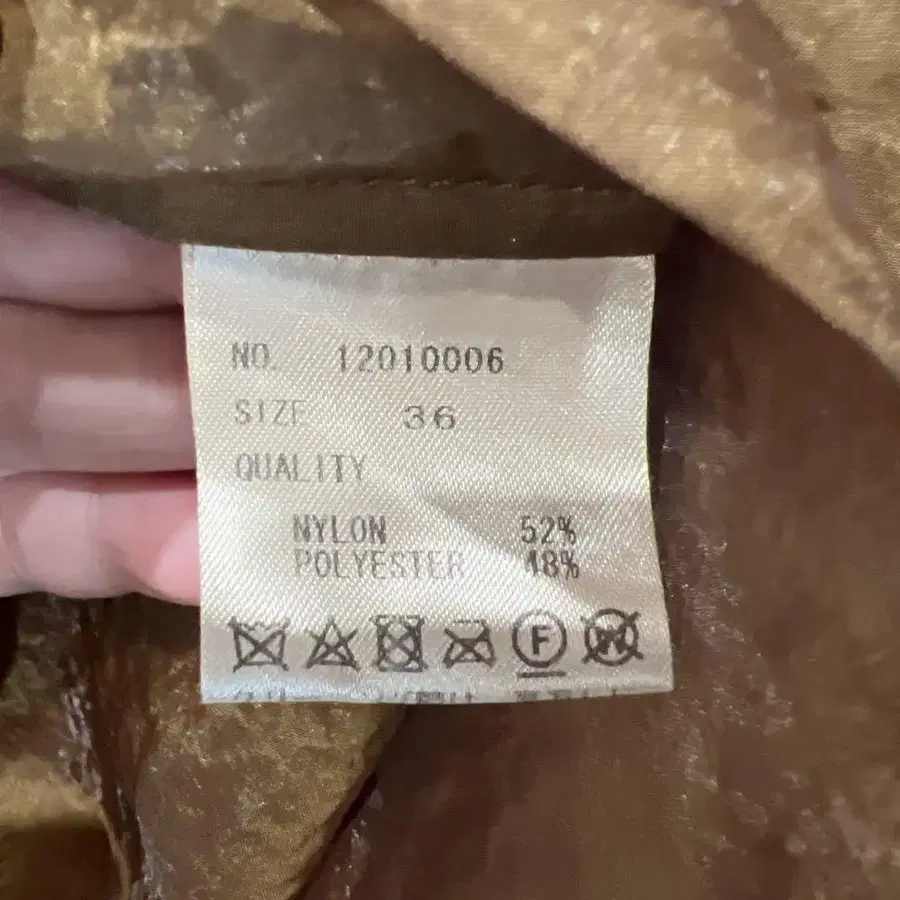 NO. 12010006
SIZE 36
QUALITY
NYLON 52%
POLYESTER 48%
F W